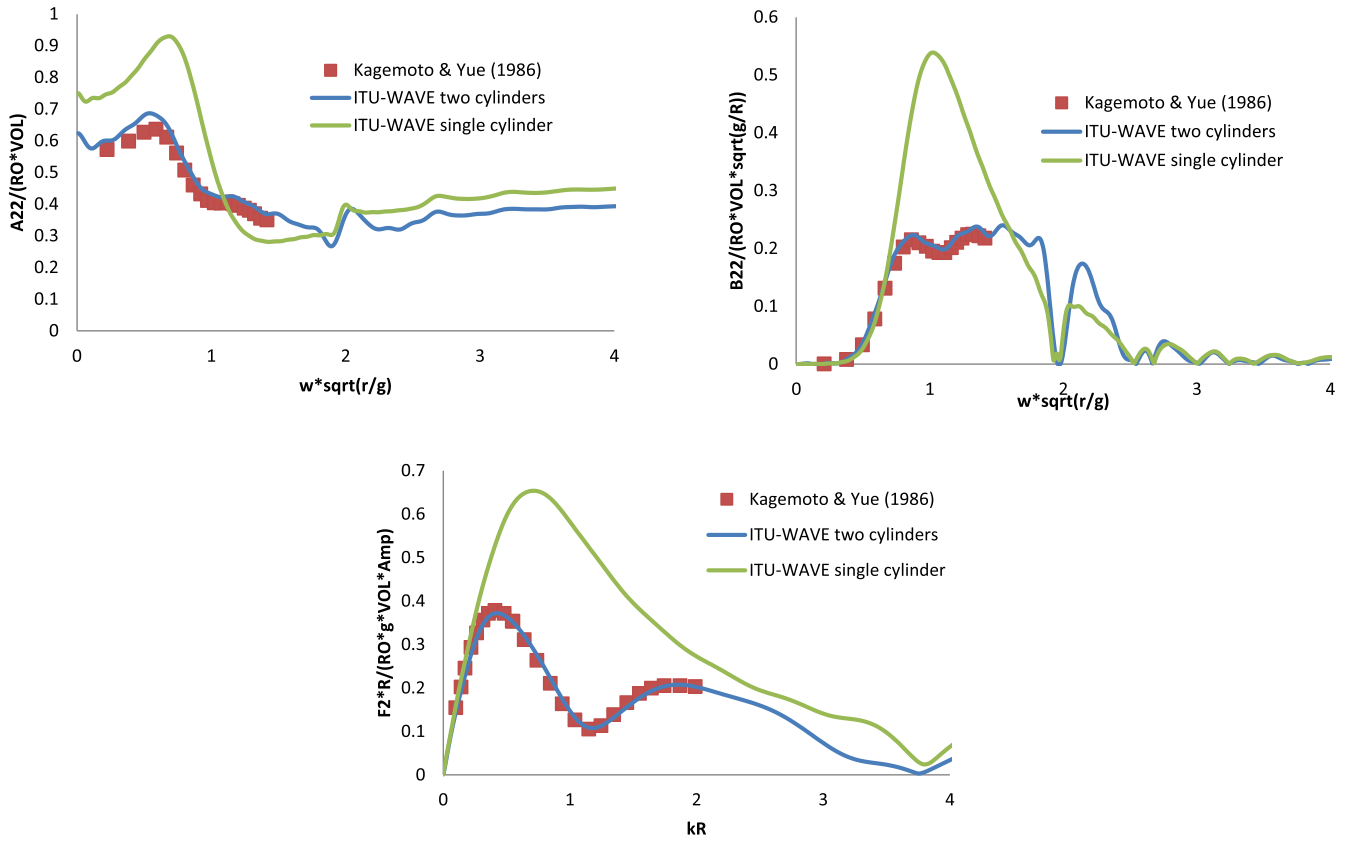 1
0.9
0.8
0.7
0.6
0.5
0.4
0.3
0.2
0.1
0
A22/(RO*VOL)
Kagemoto & Yue (1986)
ITU-WAVE two cylinders
ITU-WAVE single cylinder
0 1 2 3 4
w*sqrt(r/g)
0.6
0.5
0.4
0.3
0.2
0.1
0
B22/(RO*VOL*sqrt(g/R))
Kagemoto & Yue (1986)
ITU-WAVE two cylinders
ITU-WAVE single cylinder
0 1 2 3 4
w*sqrt(r/g)
0.7
0.6
0.5
0.4
0.3
0.2
0.1
0
F2*R/(RO*g*VOL*Amp)
Kagemoto & Yue (1986)
ITU-WAVE two cylinders
ITU-WAVE single cylinder
0 1 2 3 4
kR